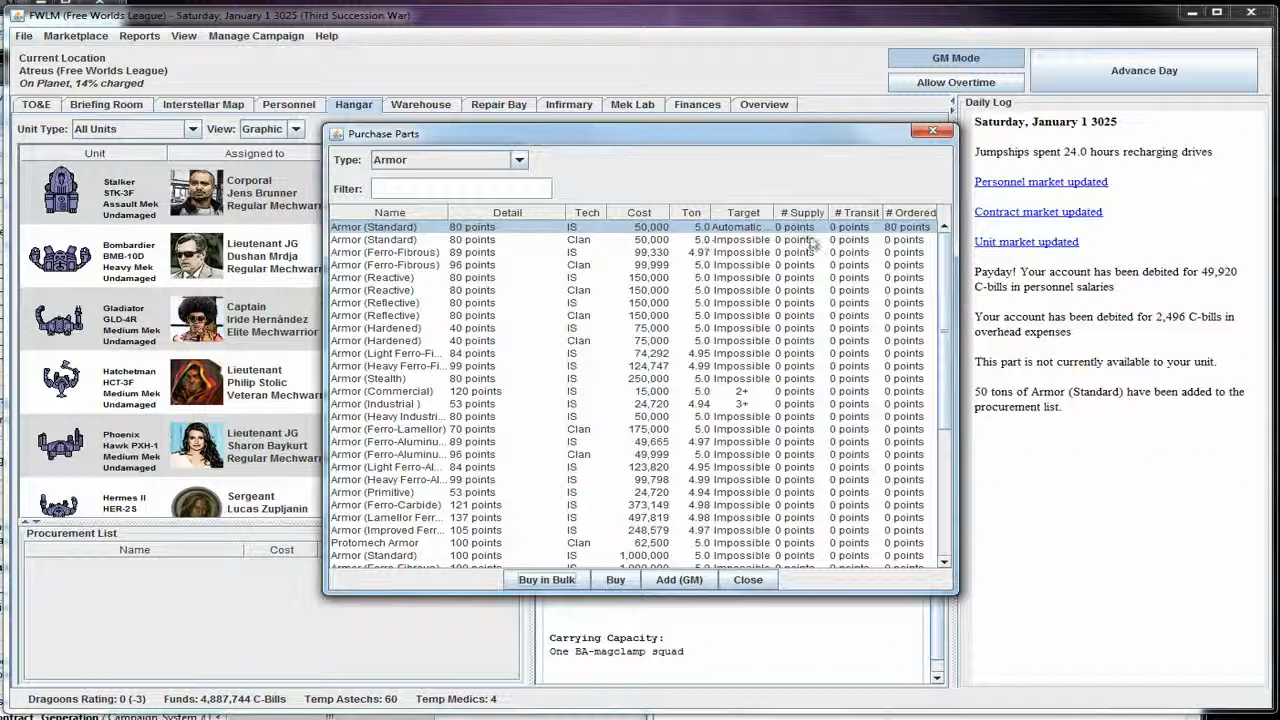 FWLM (Free Worlds League) - Saturday, January 1 3025 (Third Succession War)
File Marketplace Reports View Manage Campaign Help
Current Location
Atreus (Free Worlds League)
On Planet, 14% charged
GM Mode
Allow Overtime
Advance Day
TO&E Briefing Room Interstellar Map Personnel Hangar Warehouse Repair Bay Infirmary Mek Lab Finances Overview
Unit Type: All Units View: Graphic
Unit Assigned to
Stalker
STK-3F
Assault Mek
Undamaged
Corporal
Jens Brunner
Regular Mechwar
Bombardier
BMB-10D
Heavy Mek
Undamaged
Lieutenant JG
Dushan Mrdja
Regular Mechwar
Gladiator
GLD-4R
Medium Mek
Undamaged
Captain
Iride Hernández
Elite Mechwarrior
Hatchetman
HCT-3F
Medium Mek
Undamaged
Lieutenant
Philip Stolic
Veteran Mechwar
Phoenix
Hawk PXH-1
Medium Mek
Undamaged
Lieutenant JG
Sharon Baykurt
Regular Mechwar
Hermes II
HER-2S
Sergeant
Lucas Zupljanin
Procurement List
Name Cost
Purchase Parts
Type: Armor
Filter:
Name Detail Tech Cost Ton Target # Supply # Transit # Ordered
Armor (Standard) 80 points IS 50,000 5.0 Automatic ... 0 points 0 points 80 points
Armor (Standard) 80 points Clan 50,000 5.0 Impossible 0 points 0 points 0 points
Armor (Ferro-Fibrous) 89 points IS 99,330 4.97 Impossible 0 points 0 points 0 points
Armor (Ferro-Fibrous) 96 points Clan 99,999 5.0 Impossible 0 points 0 points 0 points
Armor (Reactive) 80 points IS 150,000 5.0 Impossible 0 points 0 points 0 points
Armor (Reactive) 80 points Clan 150,000 5.0 Impossible 0 points 0 points 0 points
Armor (Reflective) 80 points IS 150,000 5.0 Impossible 0 points 0 points 0 points
Armor (Reflective) 80 points Clan 150,000 5.0 Impossible 0 points 0 points 0 points
Armor (Hardened) 40 points IS 75,000 5.0 Impossible 0 points 0 points 0 points
Armor (Hardened) 40 points Clan 75,000 5.0 Impossible 0 points 0 points 0 points
Armor (Light Ferro-Fi... 84 points IS 74,292 4.95 Impossible 0 points 0 points 0 points
Armor (Heavy Ferro-Fi... 99 points IS 124,747 4.99 Impossible 0 points 0 points 0 points
Armor (Stealth) 80 points IS 250,000 5.0 Impossible 0 points 0 points 0 points
Armor (Commercial) 120 points IS 15,000 5.0 2+ 0 points 0 points 0 points
Armor (Industrial ) 53 points IS 24,720 4.94 3+ 0 points 0 points 0 points
Armor (Heavy Industri... 80 points IS 50,000 5.0 Impossible 0 points 0 points 0 points
Armor (Ferro-Lamellor) 70 points Clan 175,000 5.0 Impossible 0 points 0 points 0 points
Armor (Ferro-Aluminu... 89 points IS 49,665 4.97 Impossible 0 points 0 points 0 points
Armor (Ferro-Aluminu... 96 points Clan 49,999 5.0 Impossible 0 points 0 points 0 points
Armor (Light Ferro-Al... 84 points IS 123,820 4.95 Impossible 0 points 0 points 0 points
Armor (Heavy Ferro-Al... 99 points IS 99,798 4.99 Impossible 0 points 0 points 0 points
Armor (Primitive) 53 points IS 24,720 4.94 Impossible 0 points 0 points 0 points
Armor (Ferro-Carbide) 121 points IS 373,149 4.98 Impossible 0 points 0 points 0 points
Armor (Lamellor Ferr... 137 points IS 497,819 4.98 Impossible 0 points 0 points 0 points
Armor (Improved Ferr... 105 points IS 248,579 4.97 Impossible 0 points 0 points 0 points
Protomech Armor 100 points Clan 62,500 5.0 Impossible 0 points 0 points 0 points
Armor (Standard) 100 points IS 1,000,000 5.0 Impossible 0 points 0 points 0 points
Buy in Bulk Buy Add (GM) Close
Carrying Capacity:
One BA-magclamp squad
Daily Log
Saturday, January 1 3025
Jumpships spent 24.0 hours recharging drives
Personnel market updated
Contract market updated
Unit market updated
Payday! Your account has been debited for 49,920
C-bills in personnel salaries
Your account has been debited for 2,496 C-bills in
overhead expenses
This part is not currently available to your unit.
50 tons of Armor (Standard) have been added to the
procurement list.
Dragoons Rating: 0 (-3) Funds: 4,887,744 C-Bills Temp Astechs: 60 Temp Medics: 4